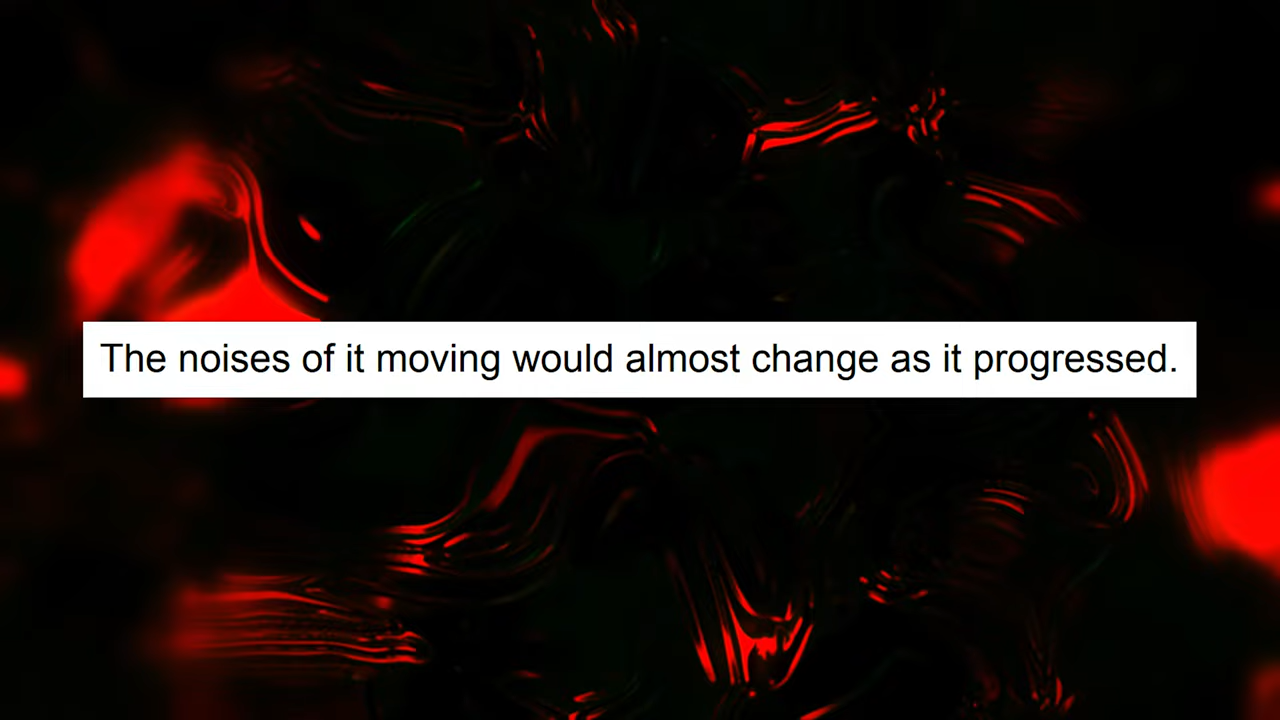 The noises of it moving would almost change as it progressed.